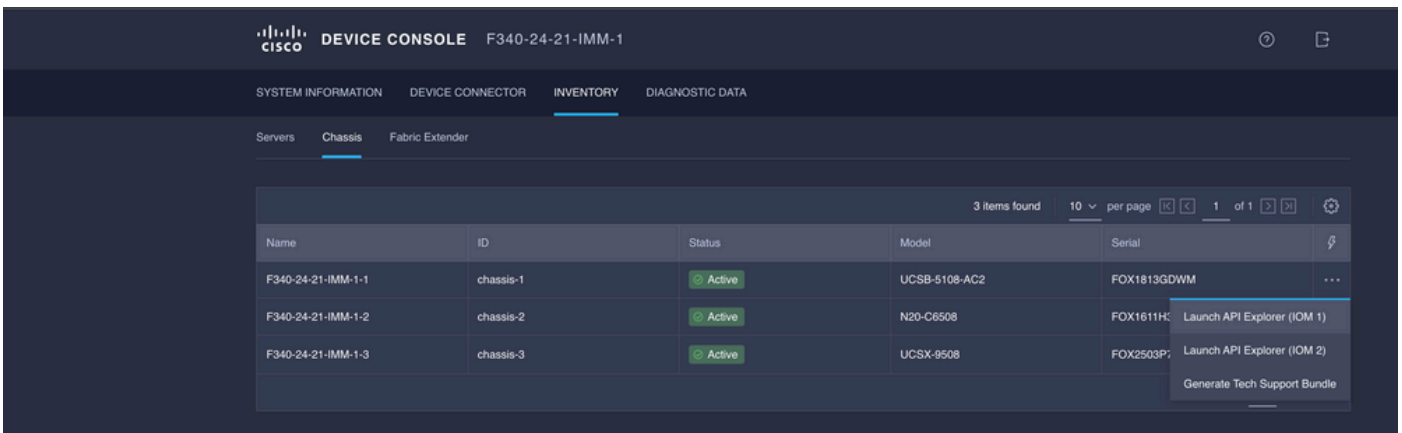 CISCO DEVICE CONSOLE F340-24-21-IMM-1
SYSTEM INFORMATION DEVICE CONNECTOR INVENTORY DIAGNOSTIC DATA
Servers Chassis Fabric Extender
3 items found 10 per page 1 of 1
Name ID Status Model Serial
F340-24-21-IMM-1-1 chassis-1 Active UCSB-5108-AC2 FOX1813GDWM ...
F340-24-21-IMM-1-2 chassis-2 Active N20-C6508
Launch API Explorer (IOM 1)
F340-24-21-IMM-1-3 chassis-3 Active UCSX-9508
Launch API Explorer (IOM 2)
Generate Tech Support Bundle